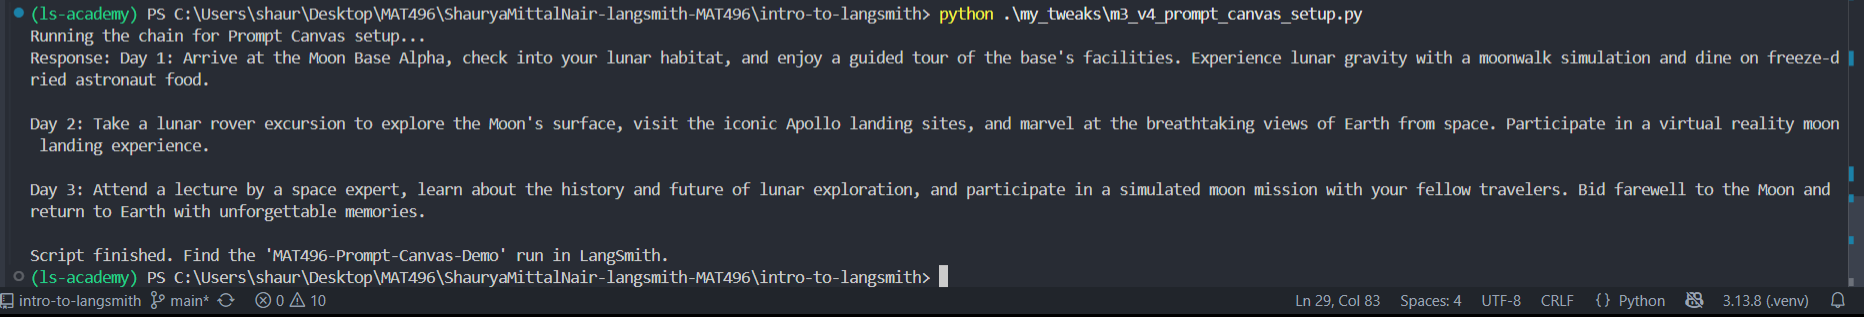 (ls-academy) PS C:\Users\shaur\Desktop\MAT496\ShauryaMittalNair-langsmith-MAT496\intro-to-langsmith> python .\my_tweaks\m3_v4_prompt_canvas_setup.py
Running the chain for Prompt Canvas setup...
Response: Day 1: Arrive at the Moon Base Alpha, check into your lunar habitat, and enjoy a guided tour of the base's facilities. Experience lunar gravity with a moonwalk simulation and dine on freeze-d
ried astronaut food.
Day 2: Take a lunar rover excursion to explore the Moon's surface, visit the iconic Apollo landing sites, and marvel at the breathtaking views of Earth from space. Participate in a virtual reality moon
landing experience.
Day 3: Attend a lecture by a space expert, learn about the history and future of lunar exploration, and participate in a simulated moon mission with your fellow travelers. Bid farewell to the Moon and
return to Earth with unforgettable memories.
Script finished. Find the 'MAT496-Prompt-Canvas-Demo' run in LangSmith.
(ls-academy) PS C:\Users\shaur\Desktop\MAT496\ShauryaMittalNair-langsmith-MAT496\intro-to-langsmith>
intro-to-langsmith main* 0 10 Ln 29, Col 83 Spaces: 4 UTF-8 CRLF {} Python 3.13.8 (.venv)